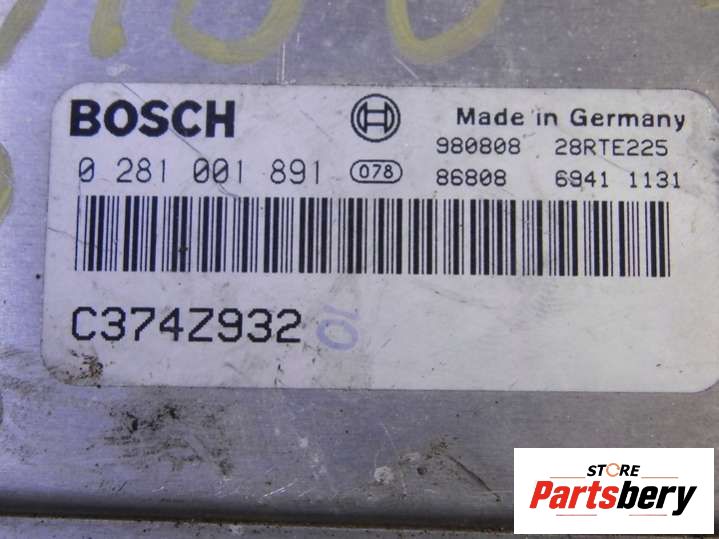 BOSCH
Made in Germany
980808 28RTE225
0 281 001 891 078 86808 6941 1131
C374Z932
STORE
Partsbery